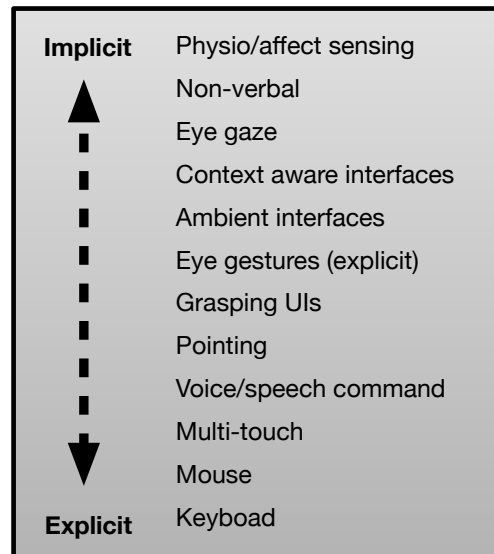 Implicit Physio/affect sensing
Non-verbal
Eye gaze
Context aware interfaces
Ambient interfaces
Eye gestures (explicit)
Grasping UIs
Pointing
Voice/speech command
Multi-touch
Mouse
Explicit Keyboad